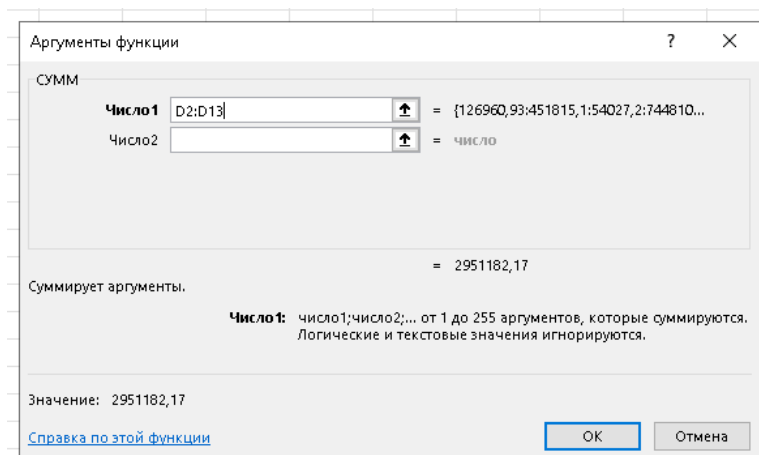 Аргументы функции ? ×
СУММ
Число1 D2:D13 = {126960,93:451815,1:54027,2:744810...
Число2 = число
= 2951182,17
Суммирует аргументы.
Число1: число1;число2;... от 1 до 255 аргументов, которые суммируются.
Логические и текстовые значения игнорируются.
Значение: 2951182,17
Справка по этой функции ОК Отмена